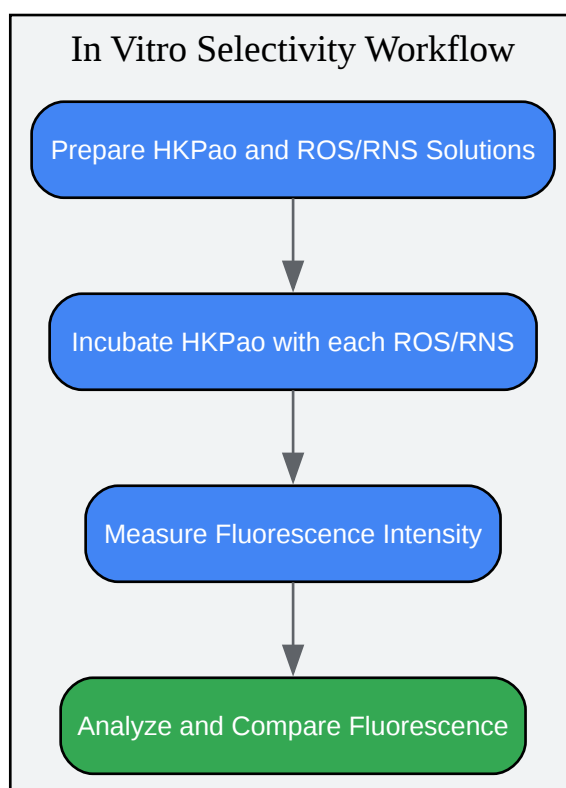 In Vitro Selectivity Workflow
Prepare HKPao and ROS/RNS Solutions
Incubate HKPao with each ROS/RNS
Measure Fluorescence Intensity
Analyze and Compare Fluorescence